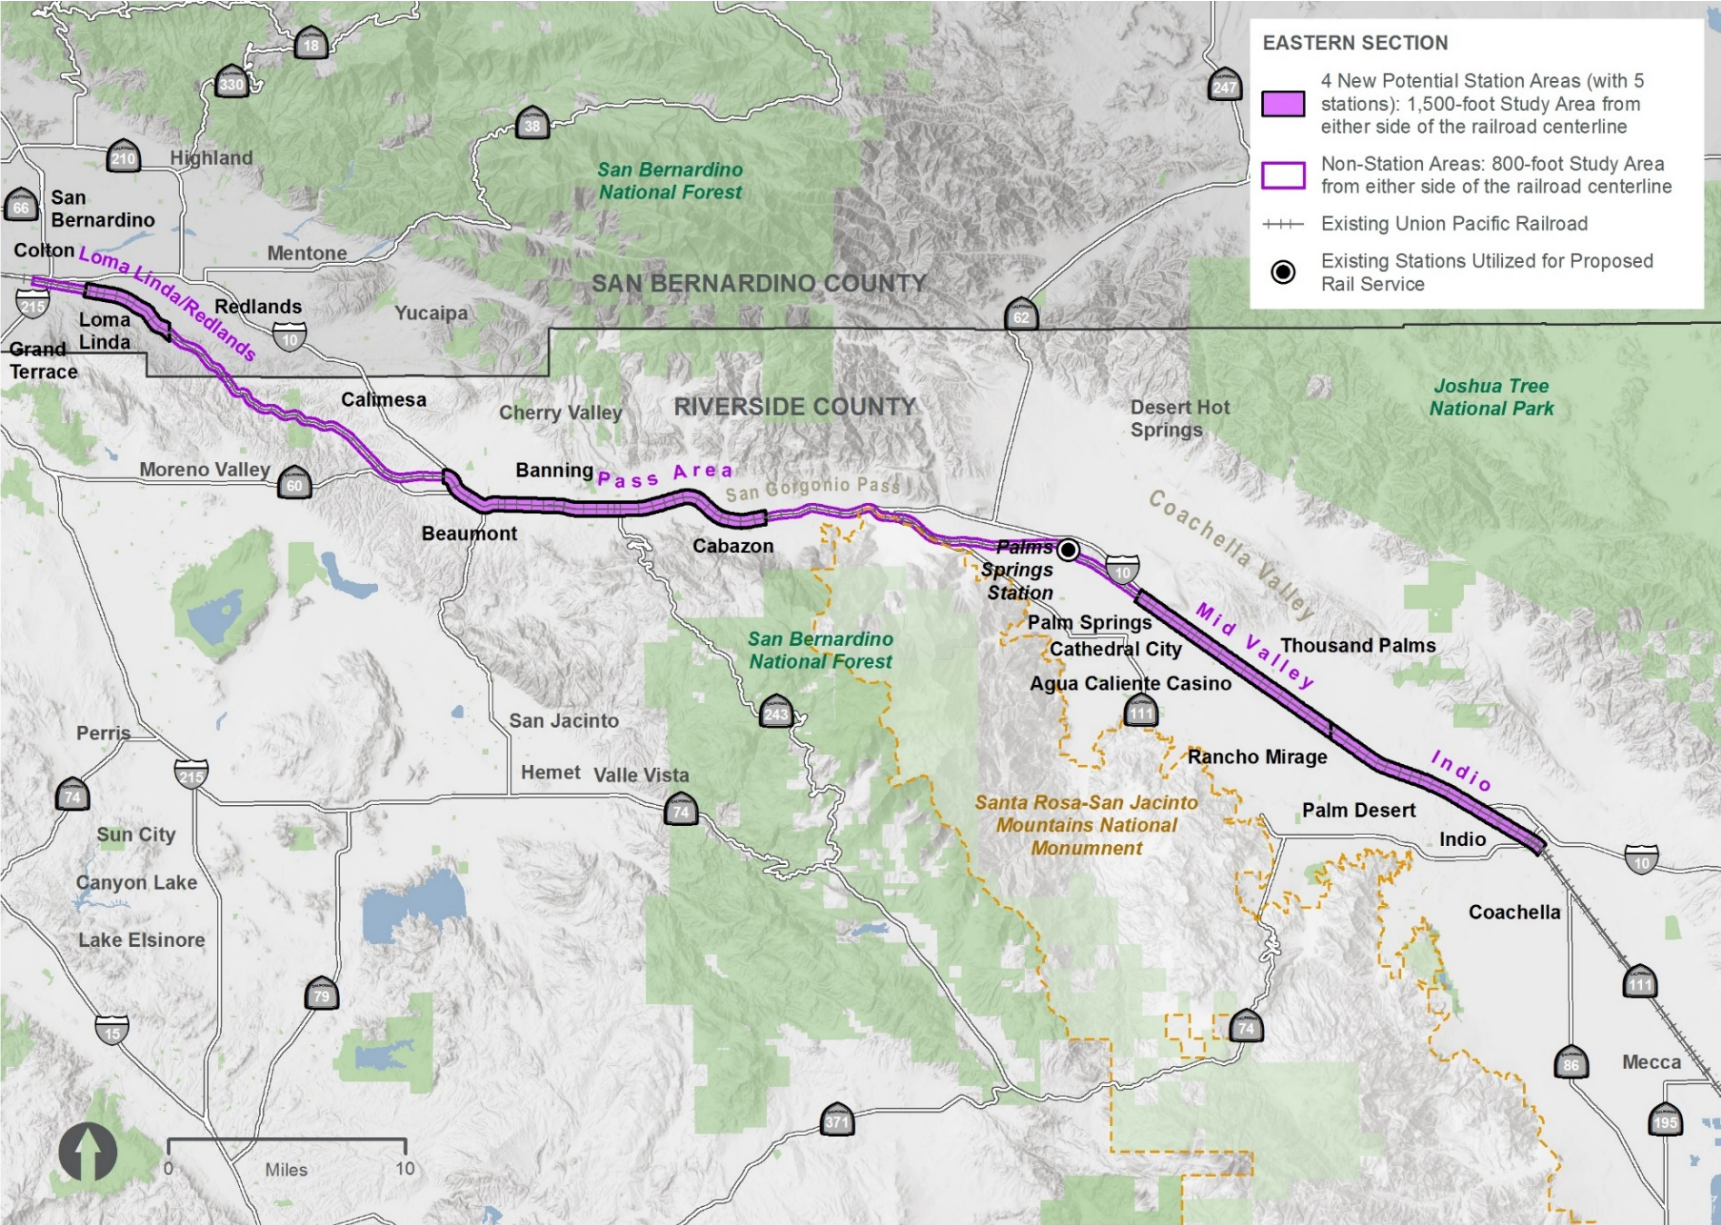 EASTERN SECTION
4 New Potential Station Areas (with 5
stations): 1,500-foot Study Area from
either side of the railroad centerline
Non-Station Areas: 800-foot Study Area
from either side of the railroad centerline
Existing Union Pacific Railroad
Existing Stations Utilized for Proposed
Rail Service
18
330
247
38
210
Highland
San Bernardino
National Forest
66
San
Bernardino
Colton
Loma Linda/Redlands
Mentone
SAN BERNARDINO COUNTY
215
Redlands
Yucaipa
62
Loma
Linda
10
Grand
Terrace
Calimesa
Cherry Valley
RIVERSIDE COUNTY
Desert Hot
Springs
Joshua Tree
National Park
Moreno Valley
60
Banning
Pass Area
San Gorgonio Pass
Coachella Valley
Beaumont
Cabazon
Palms
Springs
Station
10
Palm Springs
Mid Valley
Thousand Palms
San Bernardino
National Forest
Cathedral City
Agua Caliente Casino
243
111
San Jacinto
Perris
Rancho Mirage
Indio
215
Hemet
Valle Vista
74
74
Santa Rosa-San Jacinto
Mountains National
Monumnent
Palm Desert
Sun City
Indio
10
Canyon Lake
Coachella
Lake Elsinore
79
111
15
74
86
Mecca
371
195
0
Miles
10